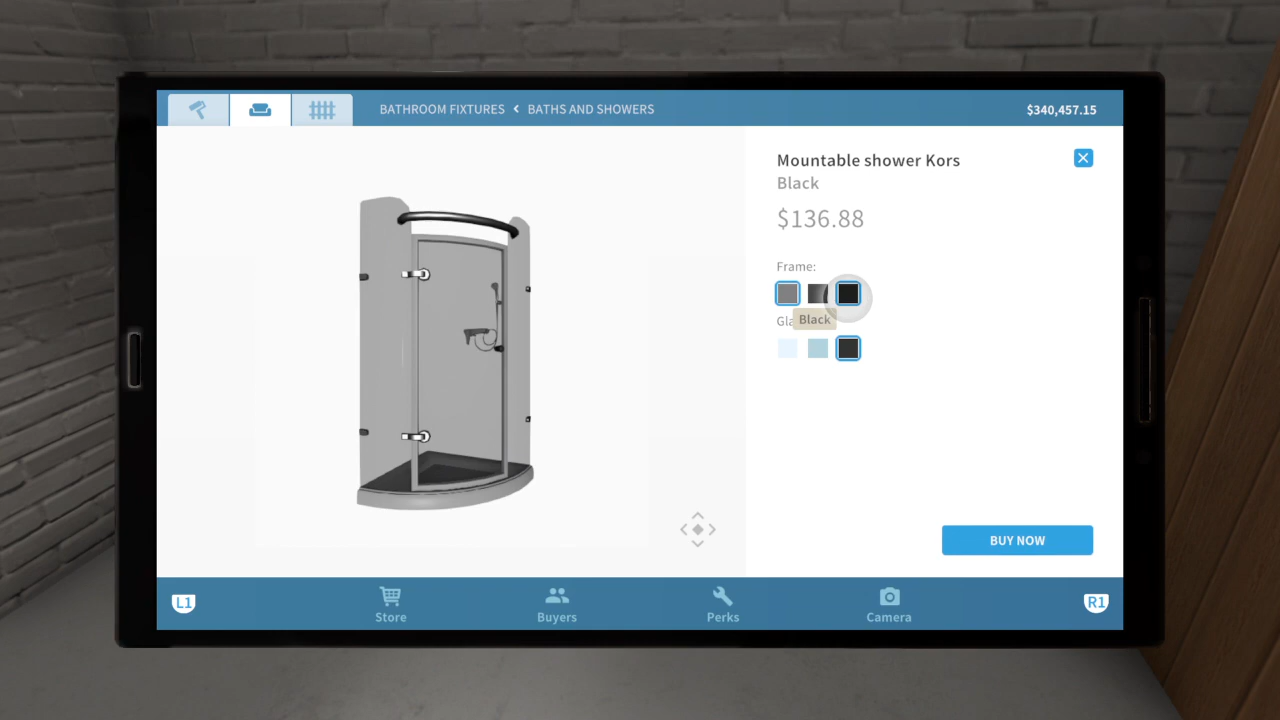 BATHROOM FIXTURES < BATHS AND SHOWERS
$340,457.15
Mountable shower Kors
Black
$136.88
Frame:
Black
BUY NOW
L1
Store
Buyers
Perks
Camera
R1